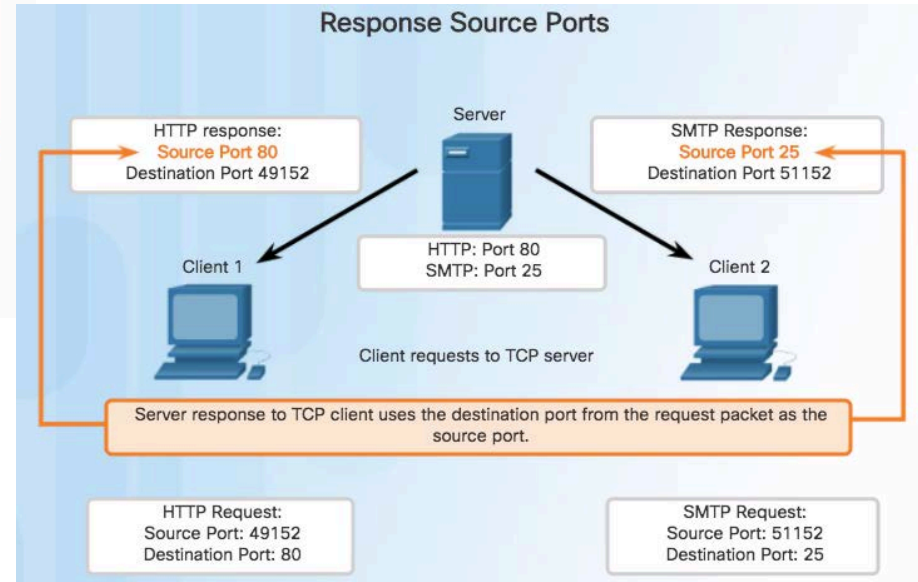 Response Source Ports
Server
HTTP response:
Source Port 80
Destination Port 49152
SMTP Response:
Source Port 25
Destination Port 51152
HTTP: Port 80
SMTP: Port 25
Client 1
Client 2
Client requests to TCP server
Server response to TCP client uses the destination port from the request packet as the
source port.
HTTP Request:
Source Port: 49152
Destination Port: 80
SMTP Request:
Source Port: 51152
Destination Port: 25